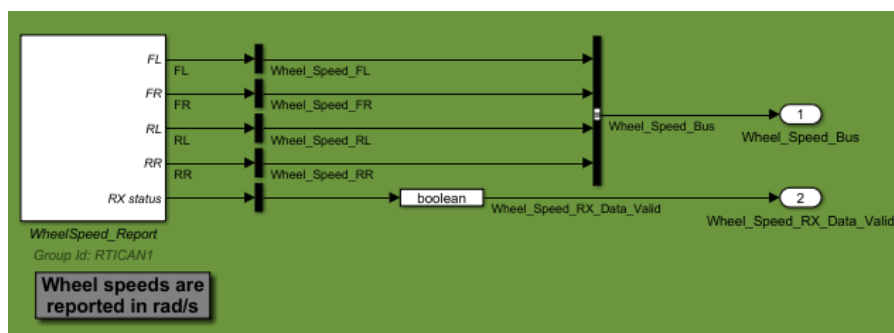 FL
FL
Wheel_Speed_FL
FR
FR
Wheel_Speed_FR
RL
RL
Wheel_Speed_RL
RR
RR
Wheel_Speed_RR
Wheel_Speed_Bus
1
Wheel_Speed_Bus
RX status
boolean
Wheel_Speed_RX_Data_Valid
2
Wheel_Speed_RX_Data_Valid
WheelSpeed_Report
Group Id: RTICAN1
Wheel speeds are
reported in rad/s